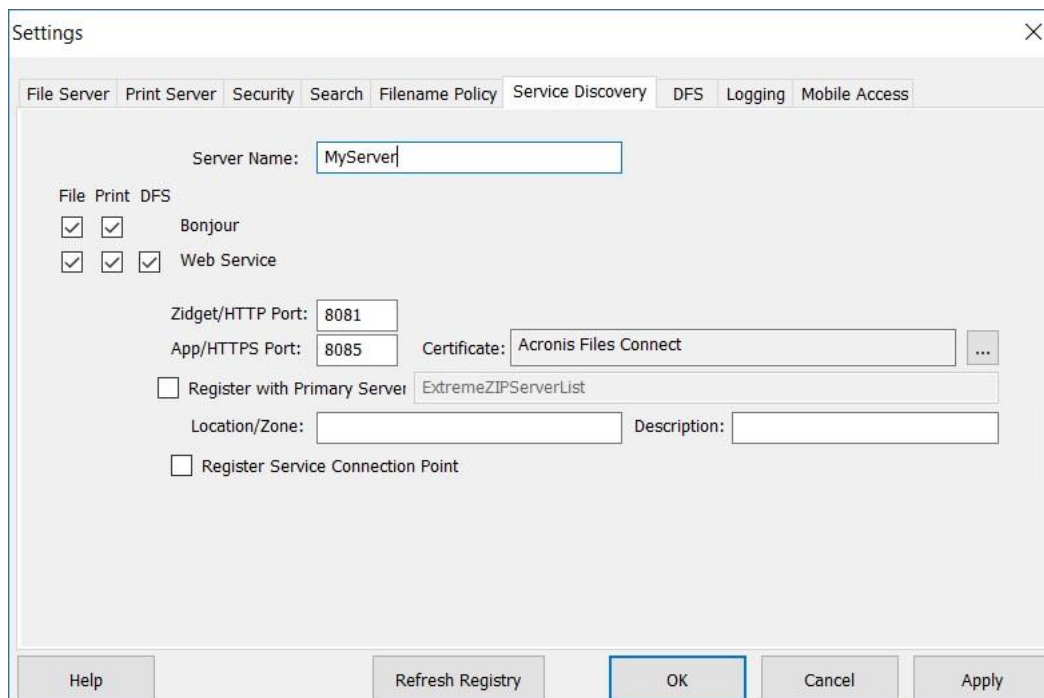 Settings
File Server Print Server Security Search Filename Policy Service Discovery DFS Logging Mobile Access
Server Name: MyServer
File Print DFS
Bonjour
Web Service
Zidget/HTTP Port: 8081
App/HTTPS Port: 8085 Certificate: Acronis Files Connect ...
Register with Primary Server ExtremeZIPServerList
Location/Zone: Description:
Register Service Connection Point
Help Refresh Registry OK Cancel Apply